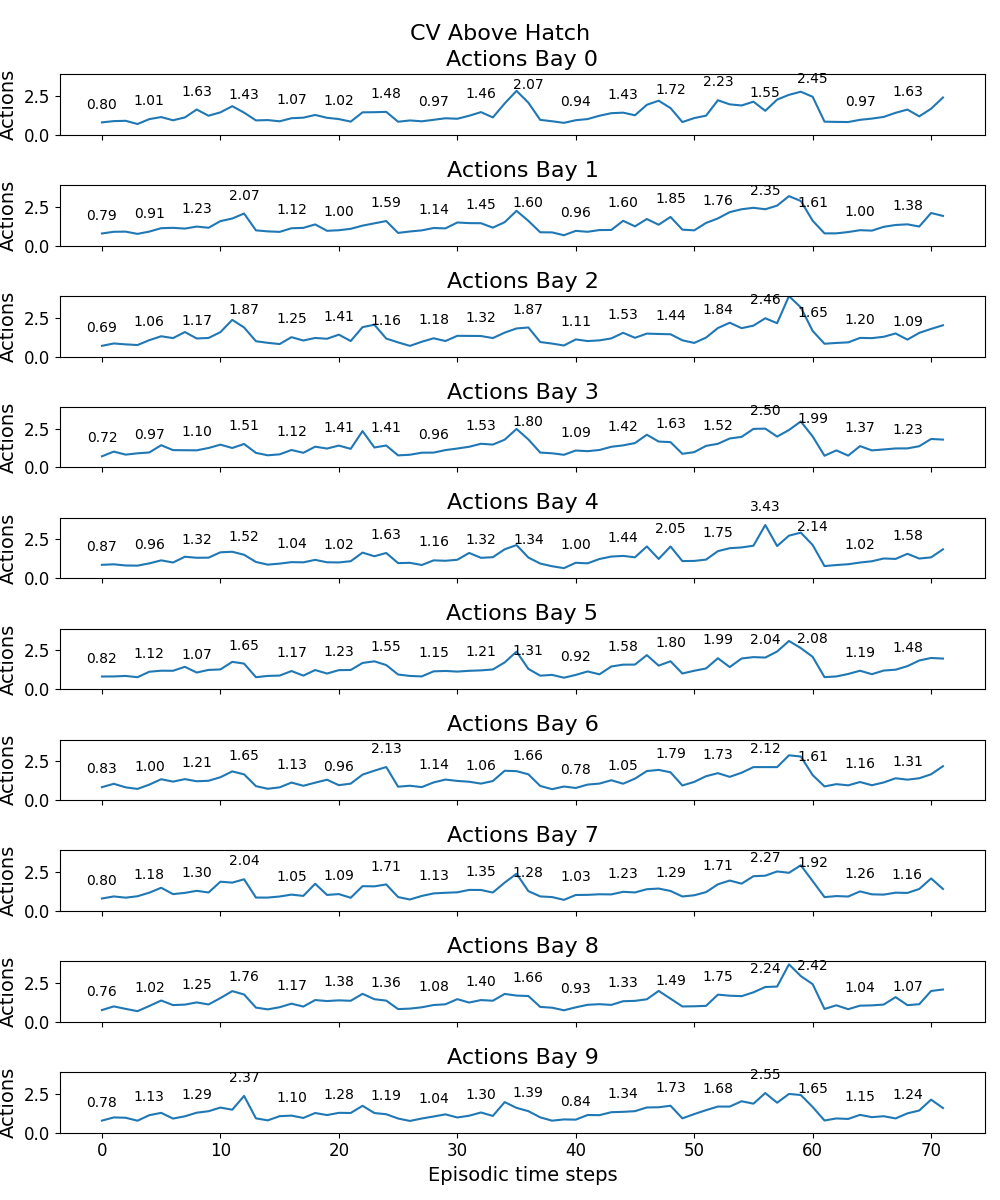 CV Above Hatch
Actions Bay 0
Actions
2.5
0.0
0.80 1.01 1.63 1.43 1.07 1.02 1.48 0.97 1.46 2.07 0.94 1.43 1.72 2.23 1.55 2.45 0.97 1.63
Actions Bay 1
Actions
2.5
0.0
0.79 0.91 1.23 2.07 1.12 1.00 1.59 1.14 1.45 1.60 0.96 1.60 1.85 1.76 2.35 1.61 1.00 1.38
Actions Bay 2
Actions
2.5
0.0
0.69 1.06 1.17 1.87 1.25 1.41 1.16 1.18 1.32 1.87 1.11 1.53 1.44 1.84 2.46 1.65 1.20 1.09
Actions Bay 3
Actions
2.5
0.0
0.72 0.97 1.10 1.51 1.12 1.41 1.41 0.96 1.53 1.80 1.09 1.42 1.63 1.52 2.50 1.99 1.37 1.23
Actions Bay 4
Actions
2.5
0.0
0.87 0.96 1.32 1.52 1.04 1.02 1.63 1.16 1.32 1.34 1.00 1.44 2.05 1.75 3.43 2.14 1.02 1.58
Actions Bay 5
Actions
2.5
0.0
0.82 1.12 1.07 1.65 1.17 1.23 1.55 1.15 1.21 1.31 0.92 1.58 1.80 1.99 2.04 2.08 1.19 1.48
Actions Bay 6
Actions
2.5
0.0
0.83 1.00 1.21 1.65 1.13 0.96 2.13 1.14 1.06 1.66 0.78 1.05 1.79 1.73 2.12 1.61 1.16 1.31
Actions Bay 7
Actions
2.5
0.0
0.80 1.18 1.30 2.04 1.05 1.09 1.71 1.13 1.35 1.28 1.03 1.23 1.29 1.71 2.27 1.92 1.26 1.16
Actions Bay 8
Actions
2.5
0.0
0.76 1.02 1.25 1.76 1.17 1.38 1.36 1.08 1.40 1.66 0.93 1.33 1.49 1.75 2.24 2.42 1.04 1.07
Actions Bay 9
Actions
2.5
0.0
0.78 1.13 1.29 2.37 1.10 1.28 1.19 1.04 1.30 1.39 0.84 1.34 1.73 1.68 2.55 1.65 1.15 1.24
0 10 20 30 40 50 60 70
Episodic time steps